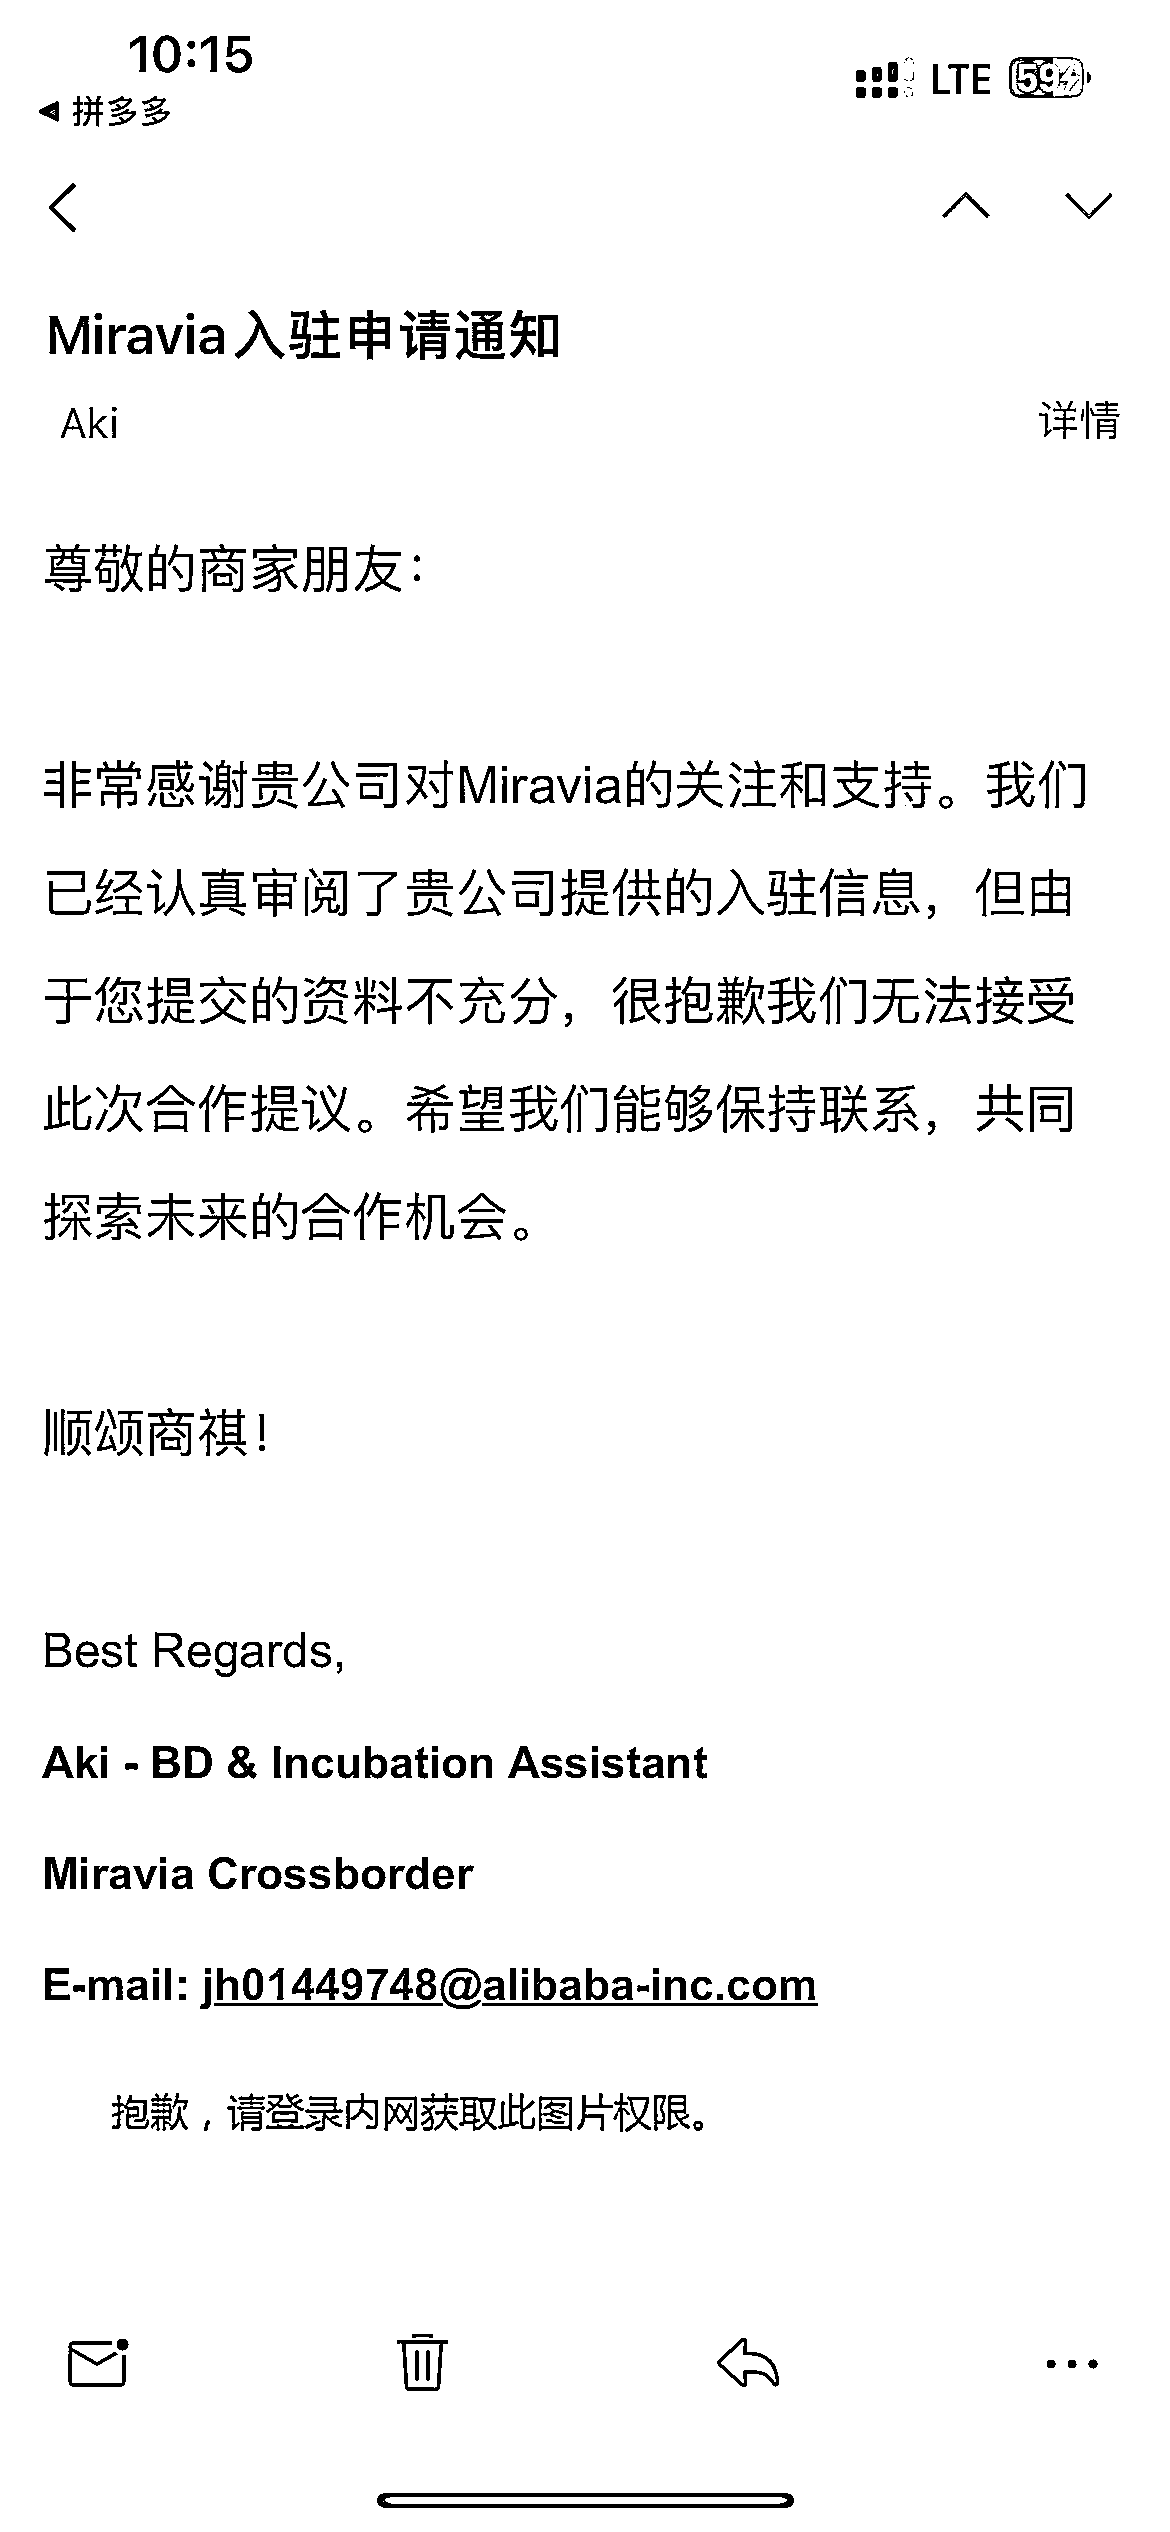 10:15
LTE 59
拼多多
Miravia入驻申请通知
Aki 详情
尊敬的商家朋友：
非常感谢贵公司对Miravia的关注和支持。我们
已经认真审阅了贵公司提供的入驻信息，但由
于您提交的资料不充分，很抱歉我们无法接受
此次合作提议。希望我们能够保持联系，共同
探索未来的合作机会。
顺颂商祺！
Best Regards,
Aki - BD & Incubation Assistant
Miravia Crossborder
E-mail: jh01449748@alibaba-inc.com
抱歉，请登录内网获取此图片权限。